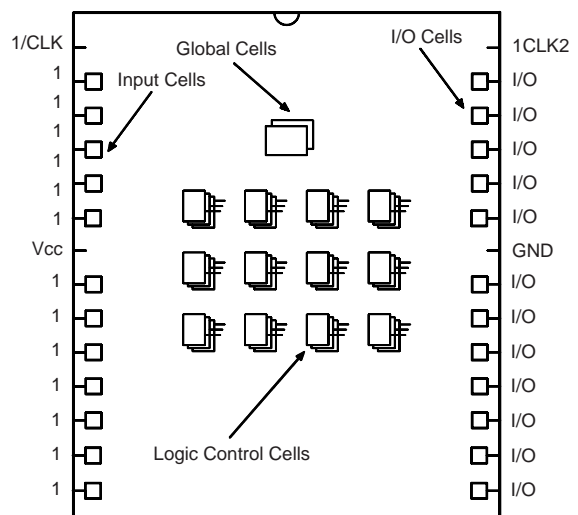 1/CLK
Global Cells
I/O Cells
1CLK2
1
Input Cells
I/O
1
I/O
1
I/O
1
I/O
1
I/O
1
Vcc
GND
1
I/O
1
I/O
1
I/O
1
I/O
1
I/O
Logic Control Cells
1
I/O
1
I/O